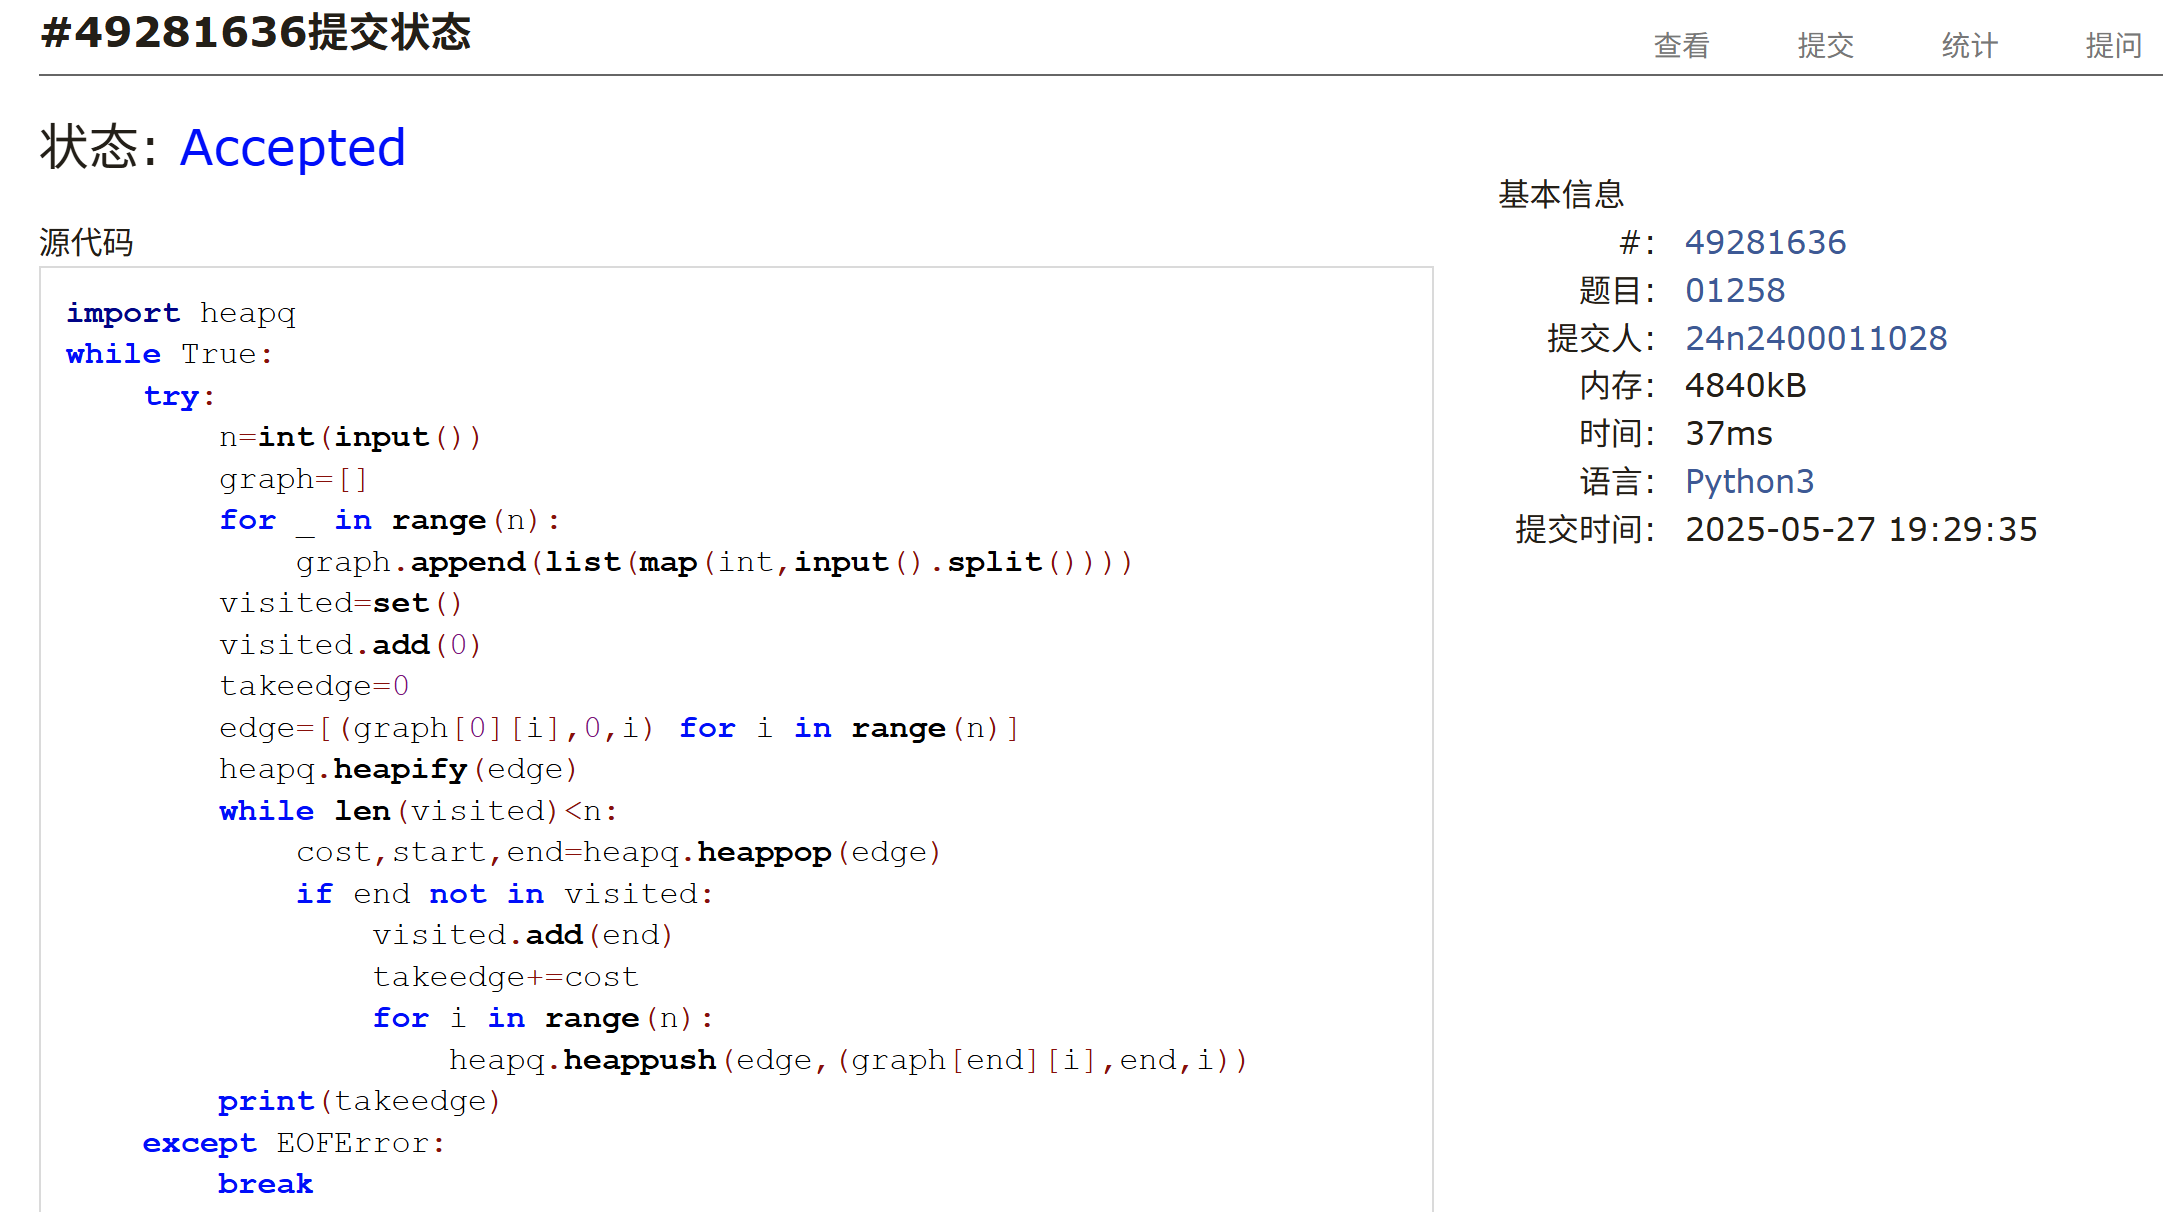 #49281636提交状态
查看 提交 统计 提问
状态: Accepted
源代码
import heapq
while True:
    try:
        n=int(input())
        graph=[]
        for _ in range(n):
            graph.append(list(map(int,input().split())))
        visited=set()
        visited.add(0)
        takeedge=0
        edge=[(graph[0][i],0,i) for i in range(n)]
        heapq.heapify(edge)
        while len(visited)<n:
            cost,start,end=heapq.heappop(edge)
            if end not in visited:
                visited.add(end)
                takeedge+=cost
                for i in range(n):
                    heapq.heappush(edge,(graph[end][i],end,i))
        print(takeedge)
    except EOFError:
        break
基本信息
#: 49281636
题目: 01258
提交人: 24n2400011028
内存: 4840kB
时间: 37ms
语言: Python3
提交时间: 2025-05-27 19:29:35